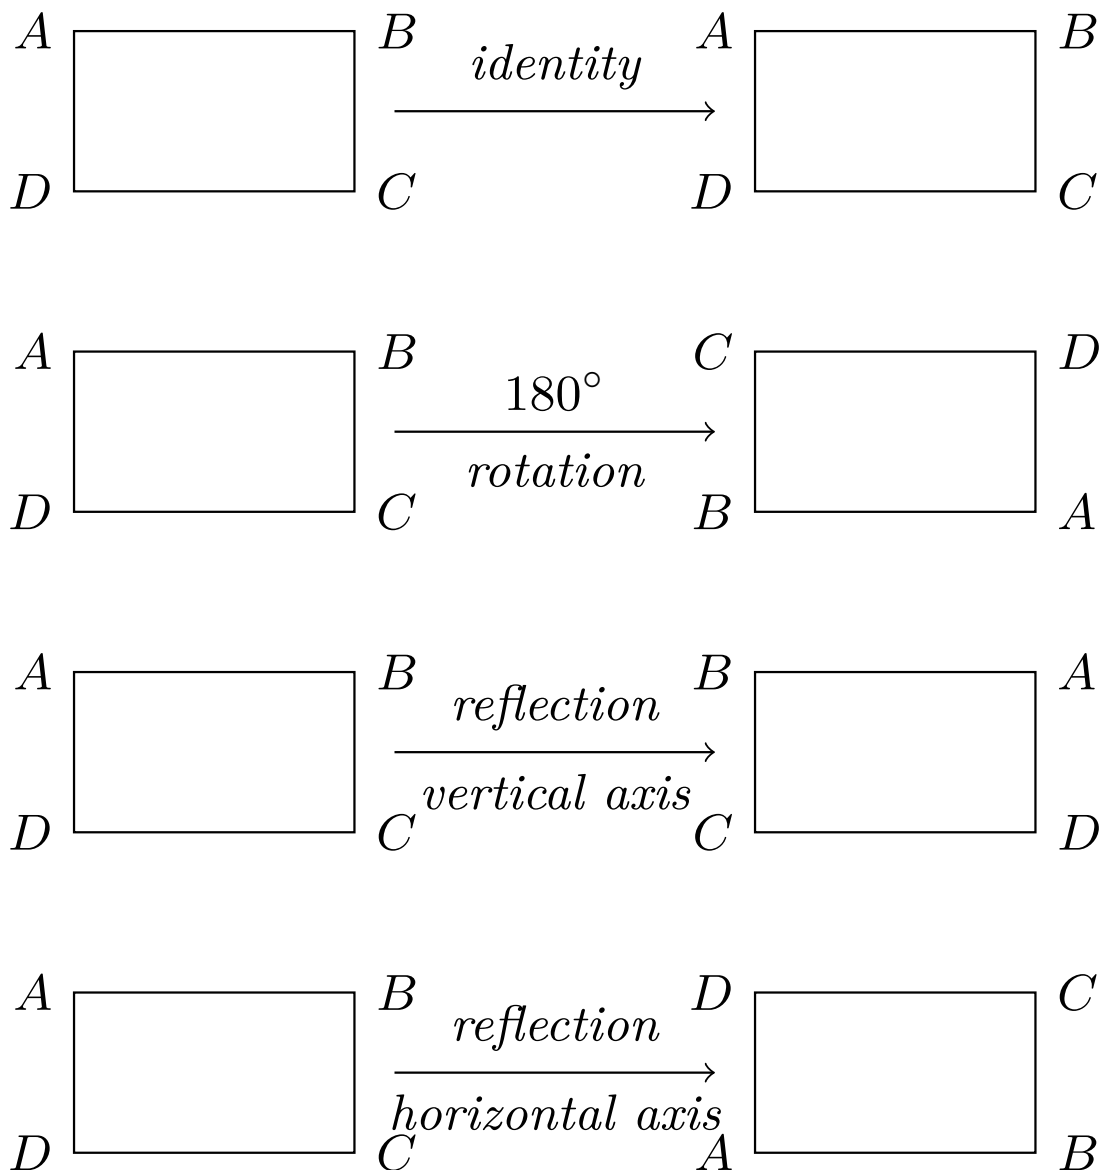 A B identity A B
D C D C
A B 180° C D
rotation
D C B A
A B reflection B A
vertical axis
D C C D
A B reflection D C
horizontal axis
D C A B